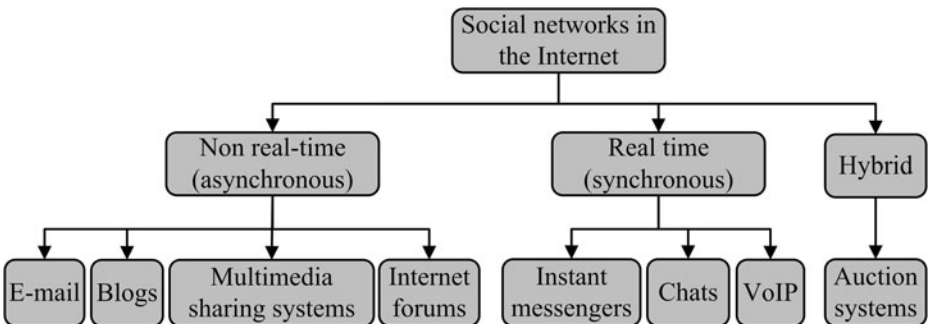 Social networks in
the Internet
Non real-time
(asynchronous)
Real time
(synchronous)
Hybrid
E-mail
Blogs
Multimedia
sharing systems
Internet
forums
Instant
messengers
Chats
VoIP
Auction
systems